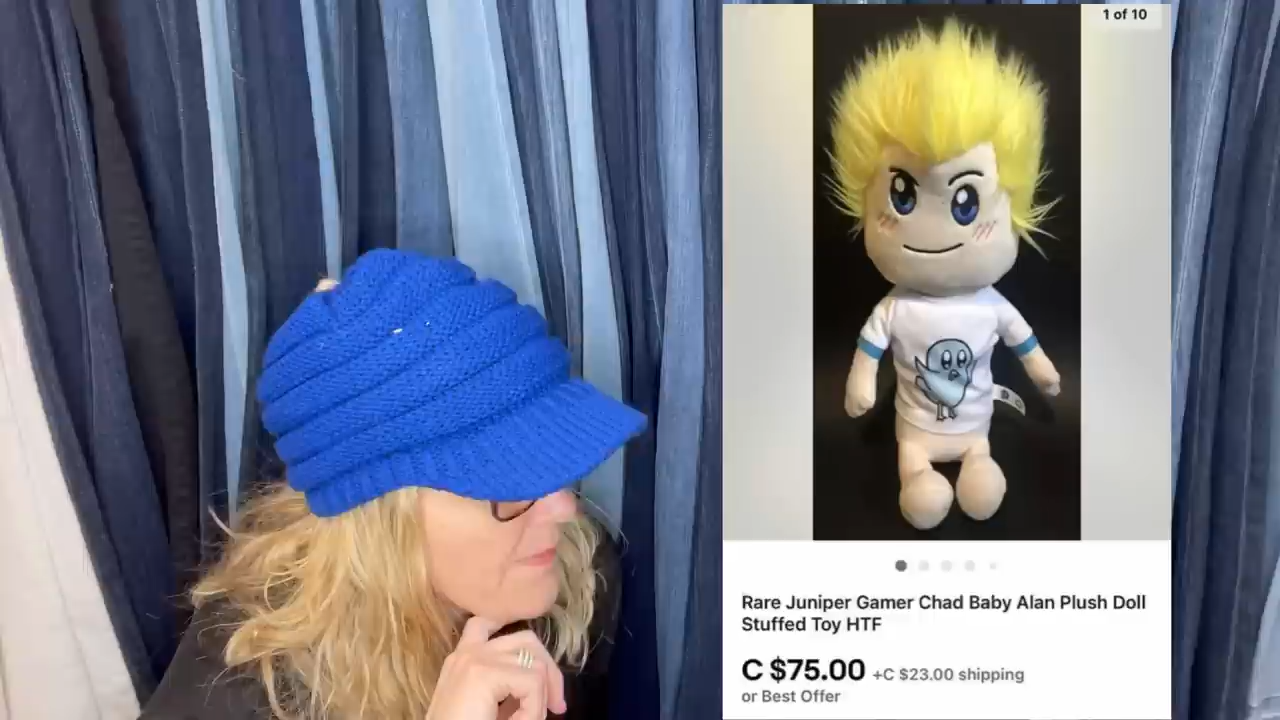 1 of 10
Rare Juniper Gamer Chad Baby Alan Plush Doll
Stuffed Toy HTF
C $75.00 +C $23.00 shipping
or Best Offer